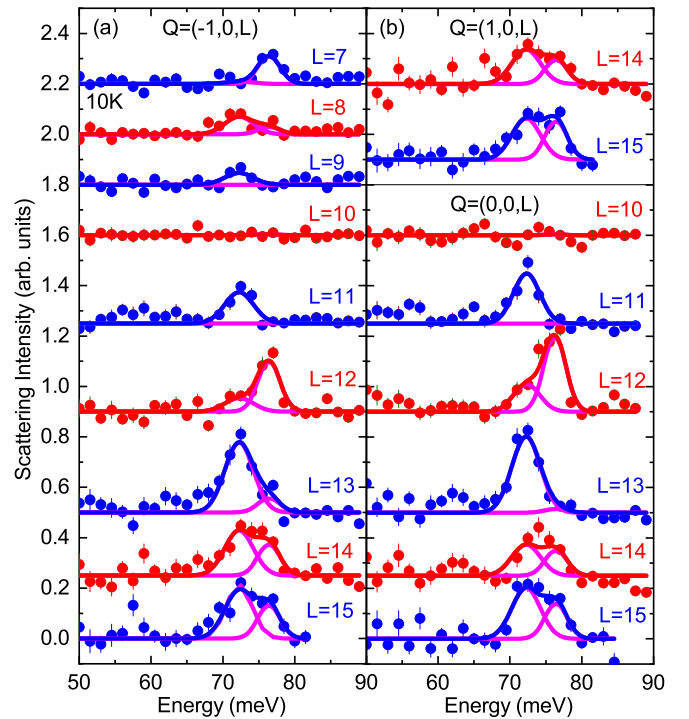 (a) Q=(-1,0,L)
L=7
10K
L=8
L=9
L=10
L=11
L=12
L=13
L=14
L=15
(b) Q=(1,0,L)
L=14
L=15
Q=(0,0,L)
L=10
L=11
L=12
L=13
L=14
L=15
Scattering Intensity (arb. units)
2.4
2.2
2.0
1.8
1.6
1.4
1.2
1.0
0.8
0.6
0.4
0.2
0.0
50 60 70 80 90
60 70 80 90
Energy (meV)
Energy (meV)